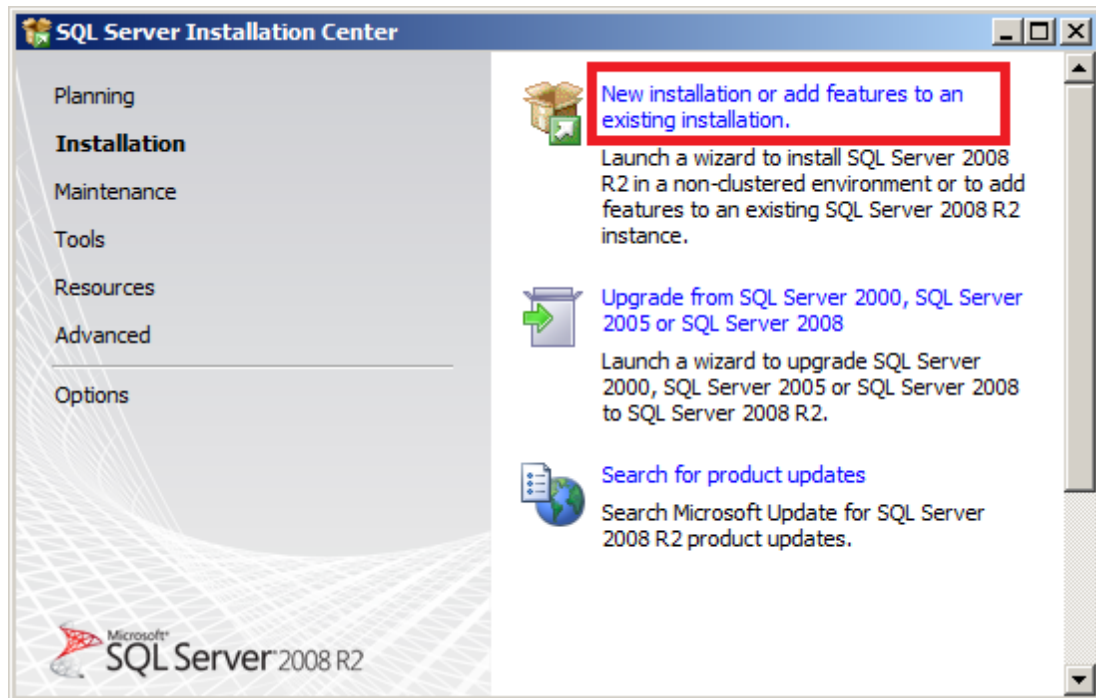 SQL Server Installation Center
Planning
Installation
Maintenance
Tools
Resources
Advanced
Options
New installation or add features to an
existing installation.
Launch a wizard to install SQL Server 2008
R2 in a non-clustered environment or to add
features to an existing SQL Server 2008 R2
instance.
Upgrade from SQL Server 2000, SQL Server
2005 or SQL Server 2008
Launch a wizard to upgrade SQL Server
2000, SQL Server 2005 or SQL Server 2008
to SQL Server 2008 R2.
Search for product updates
Search Microsoft Update for SQL Server
2008 R2 product updates.
Microsoft®
SQL Server® 2008 R2